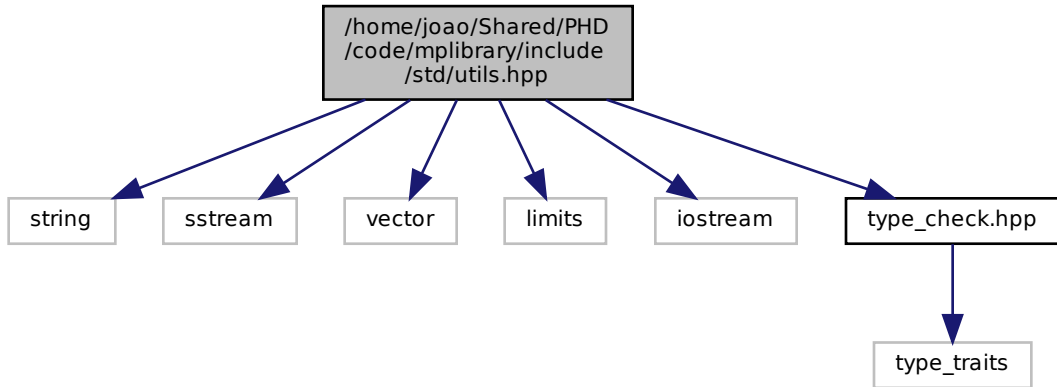 /home/joao/Shared/PHD
/code/mplibrary/include
/std/utils.hpp
string
sstream
vector
limits
iostream
type_check.hpp
type_traits